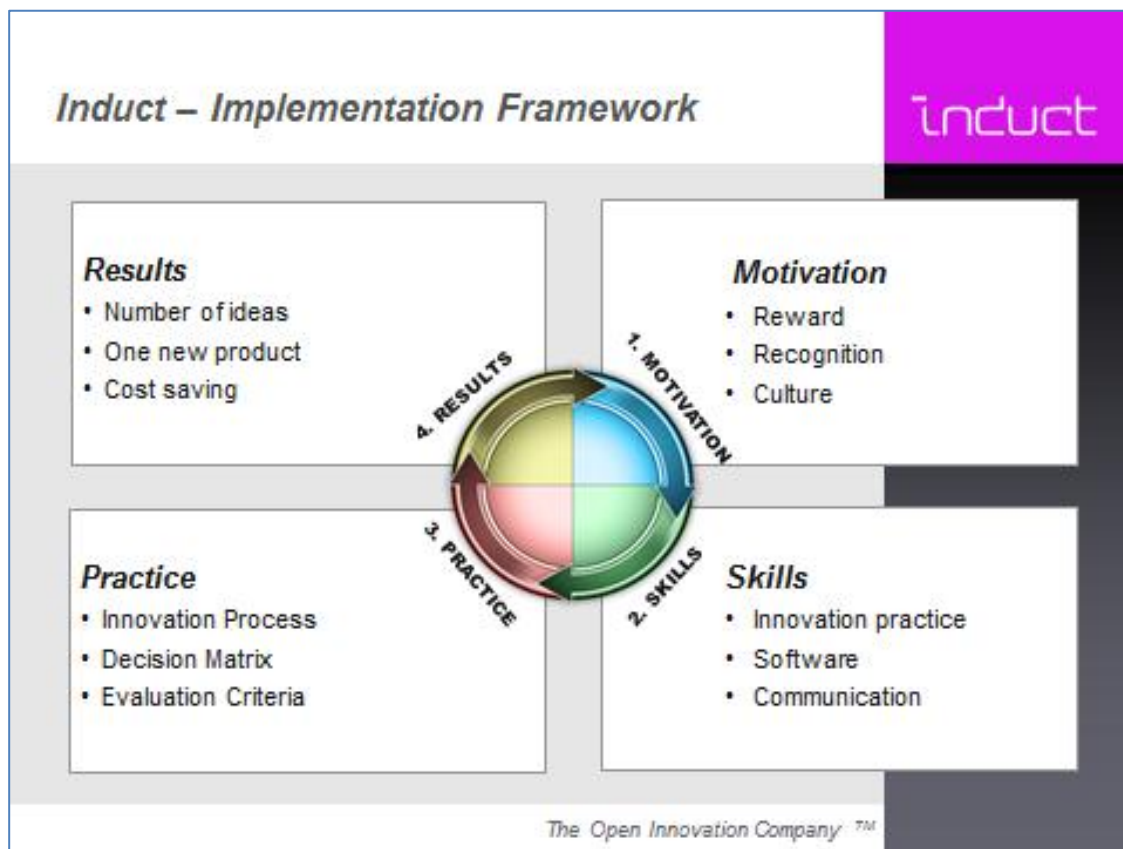 Induct – Implementation Framework
induct
Results
• Number of ideas
• One new product
• Cost saving
Motivation
• Reward
• Recognition
• Culture
4. RESULTS
1. MOTIVATION
3. PRACTICE
2. SKILLS
Practice
• Innovation Process
• Decision Matrix
• Evaluation Criteria
Skills
• Innovation practice
• Software
• Communication
The Open Innovation Company ™